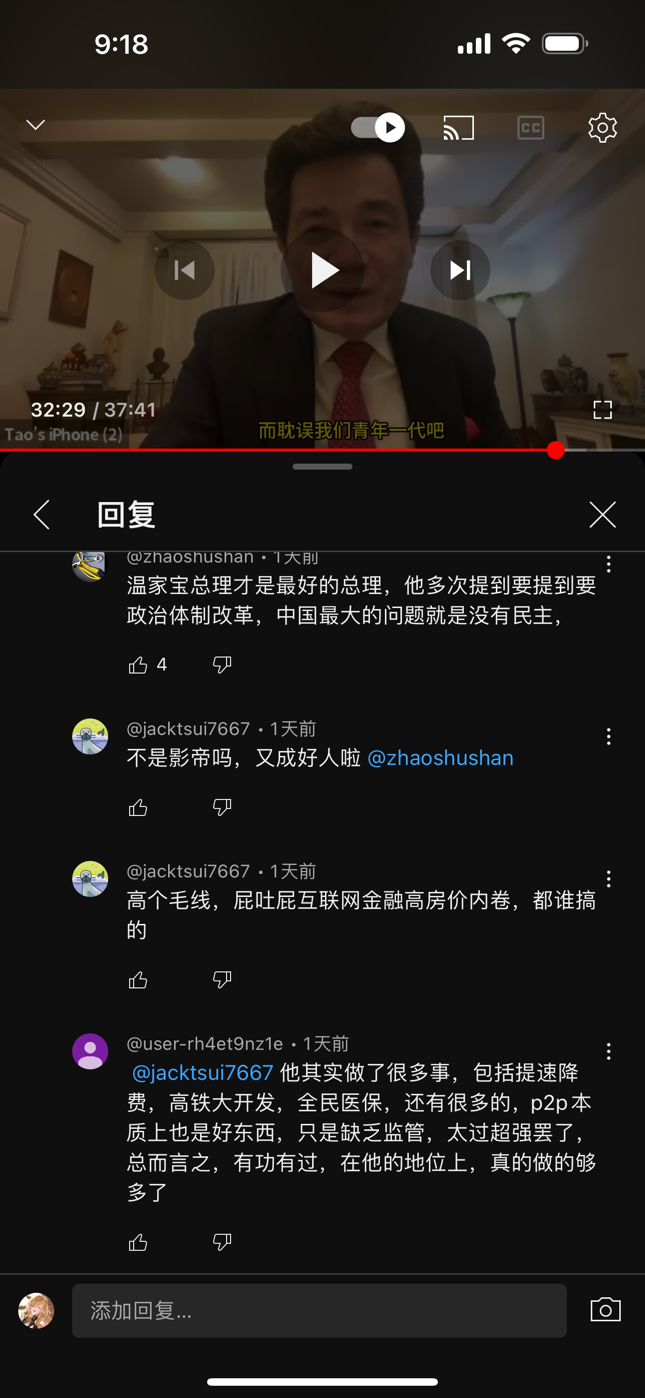 9:18
CC
32:29 / 37:41
而耽误我们青年一代吧
Tao's iPhone (2)
回复
@zhaoshushan • 1天前
温家宝总理才是最好的总理，他多次提到要提到要
政治体制改革，中国最大的问题就是没有民主，
4
@jacktsui7667 • 1天前
不是影帝吗，又成好人啦 @zhaoshushan
@jacktsui7667 • 1天前
高个毛线，屁吐屁互联网金融高房价内卷，都谁搞
的
@user-rh4et9nz1e • 1天前
@jacktsui7667 他其实做了很多事，包括提速降
费，高铁大开发，全民医保，还有很多的，p2p本
质上也是好东西，只是缺乏监管，太过超强罢了，
总而言之，有功有过，在他的地位上，真的做的够
多了
添加回复...